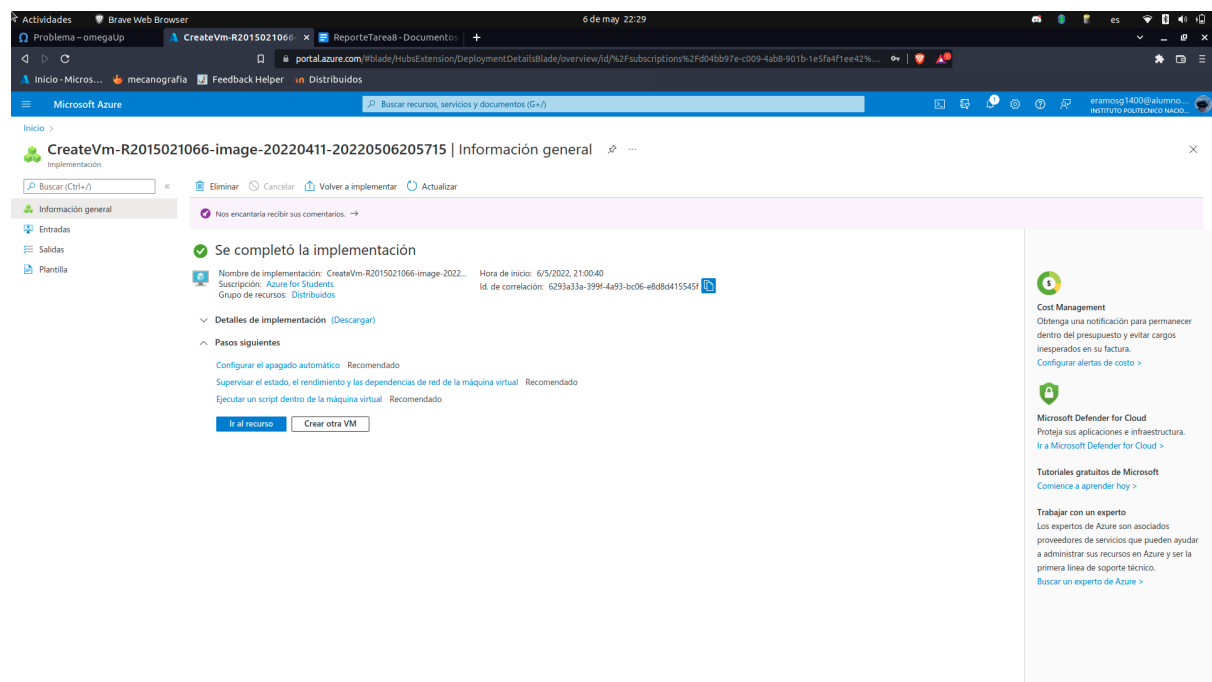 Actividades Brave Web Browser 6 de may 22:29 es
Problema – omegaUp CreateVm-R2015021066- × ReporteTarea8 - Documentos +
portal.azure.com/#blade/HubsExtension/DeploymentDetailsBlade/overview/id/%2Fsubscriptions%2Fd04bb97e-c009-4ab8-901b-1e5fa4f1ee42%...
Inicio - Micros... mecanografia Feedback Helper Distribuidos
Microsoft Azure Buscar recursos, servicios y documentos (G+/) eramosg1400@alumno...
INSTITUTO POLITECNICO NACIO...
Inicio >
CreateVm-R2015021066-image-20220411-20220506205715 | Información general ...
Implementación
Buscar (Ctrl+/) « Eliminar Cancelar Volver a implementar Actualizar
Información general
Entradas
Salidas
Plantilla
Nos encantaría recibir sus comentarios. →
Se completó la implementación
Nombre de implementación: CreateVm-R2015021066-image-2022... Hora de inicio: 6/5/2022, 21:00:40
Suscripción: Azure for Students Id. de correlación: 6293a33a-399f-4a93-bc06-e8d8d415545f
Grupo de recursos: Distribuidos
Detalles de implementación (Descargar)
Pasos siguientes
Configurar el apagado automático Recomendado
Supervisar el estado, el rendimiento y las dependencias de red de la máquina virtual Recomendado
Ejecutar un script dentro de la máquina virtual Recomendado
Ir al recurso Crear otra VM
Cost Management
Obtenga una notificación para permanecer
dentro del presupuesto y evitar cargos
inesperados en su factura.
Configurar alertas de costo >
Microsoft Defender for Cloud
Proteja sus aplicaciones e infraestructura.
Ir a Microsoft Defender for Cloud >
Tutoriales gratuitos de Microsoft
Comience a aprender hoy >
Trabajar con un experto
Los expertos de Azure son asociados
proveedores de servicios que pueden ayudar
a administrar sus recursos en Azure y ser la
primera línea de soporte técnico.
Buscar un experto de Azure >